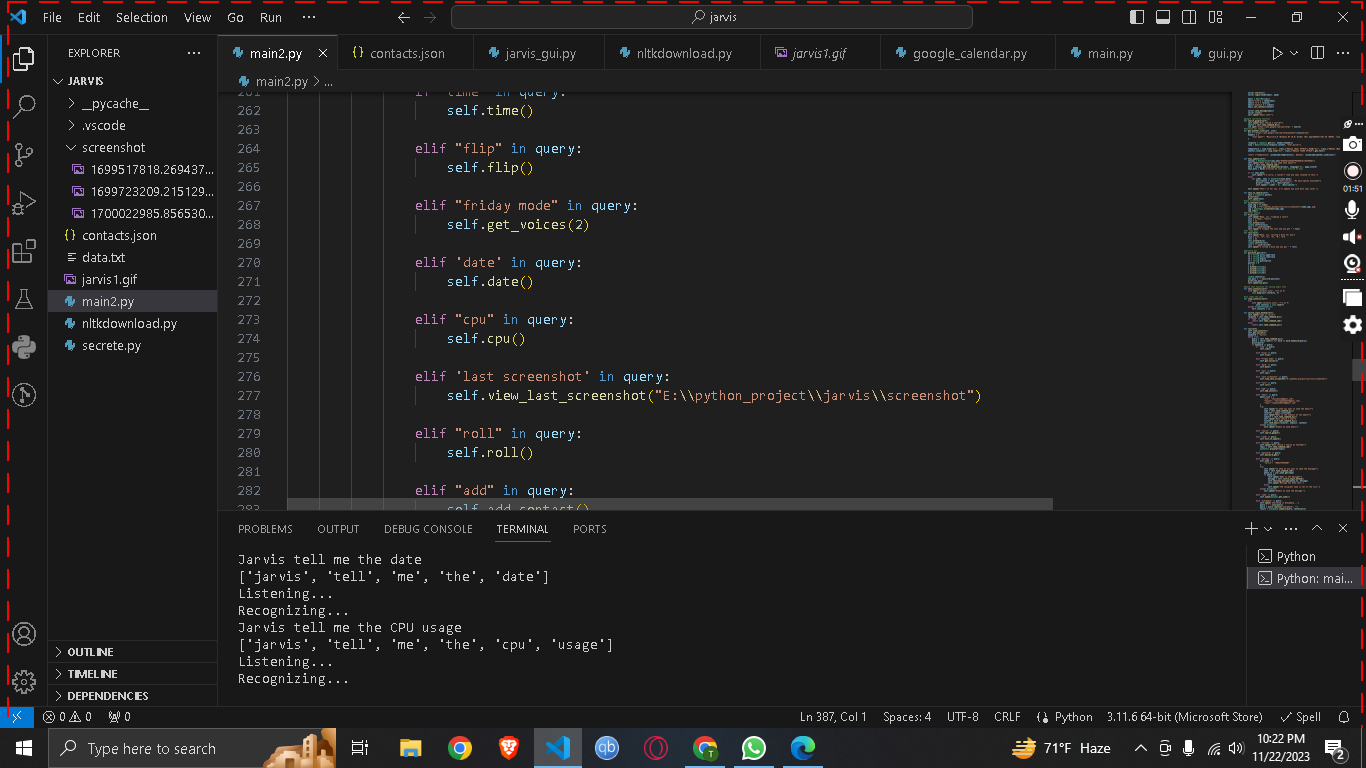 File Edit Selection View Go Run ···
jarvis
EXPLORER ···
JARVIS
__pycache__
.vscode
screenshot
1699517818.269437...
1699723209.215129...
1700022985.856530...
contacts.json
data.txt
jarvis1.gif
main2.py
nltkdownload.py
secrete.py
OUTLINE
TIMELINE
DEPENDENCIES
main2.py contacts.json jarvis_gui.py nltkdownload.py jarvis1.gif google_calendar.py main.py gui.py
main2.py > ...
261 if "time" in query:
262 self.time()
263
264 elif "flip" in query:
265 self.flip()
266
267 elif "friday mode" in query:
268 self.get_voices(2)
269
270 elif 'date' in query:
271 self.date()
272
273 elif "cpu" in query:
274 self.cpu()
275
276 elif 'last screenshot' in query:
277 self.view_last_screenshot("E:\\python_project\\jarvis\\screenshot")
278
279 elif "roll" in query:
280 self.roll()
281
282 elif "add" in query:
283 self.add_contact()
01:51
PROBLEMS OUTPUT DEBUG CONSOLE TERMINAL PORTS
Jarvis tell me the date
['jarvis', 'tell', 'me', 'the', 'date']
Listening...
Recognizing...
Jarvis tell me the CPU usage
['jarvis', 'tell', 'me', 'the', 'cpu', 'usage']
Listening...
Recognizing...
Python
Python: mai...
0 0 0
Ln 387, Col 1 Spaces: 4 UTF-8 CRLF Python 3.11.6 64-bit (Microsoft Store) Spell
Type here to search
qb
T
71°F Haze
10:22 PM
11/22/2023
2